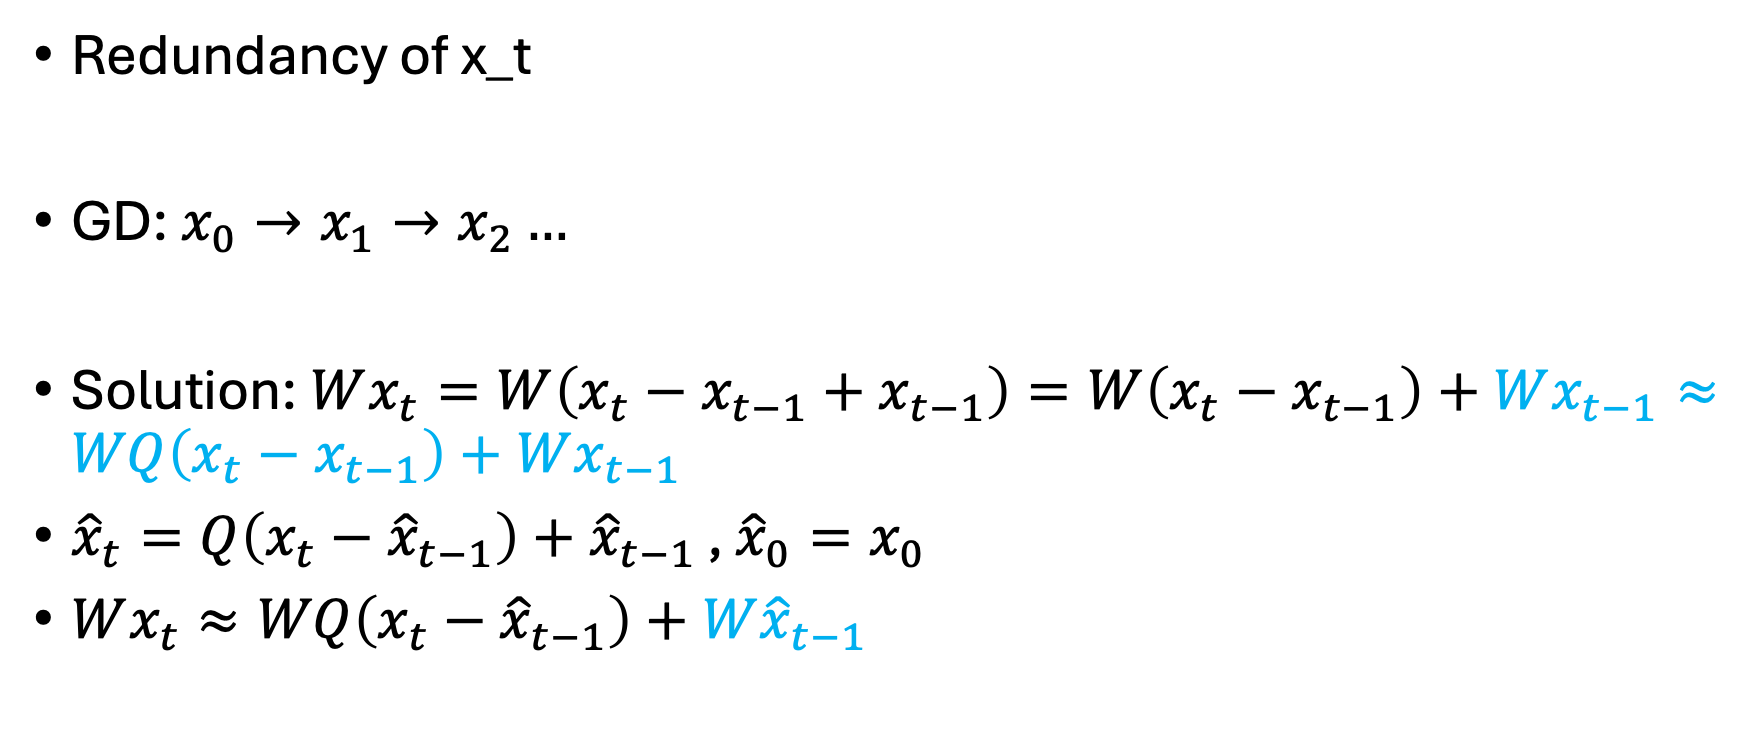 • Redundancy of x_t
• GD: x₀ → x₁ → x₂ ...
• Solution: Wxₜ = W(xₜ − xₜ₋₁ + xₜ₋₁) = W(xₜ − xₜ₋₁) + Wxₜ₋₁ ≈
WQ(xₜ − xₜ₋₁) + Wxₜ₋₁
• x̂ₜ = Q(xₜ − x̂ₜ₋₁) + x̂ₜ₋₁ , x̂₀ = x₀
• Wxₜ ≈ WQ(xₜ − x̂ₜ₋₁) + Wx̂ₜ₋₁